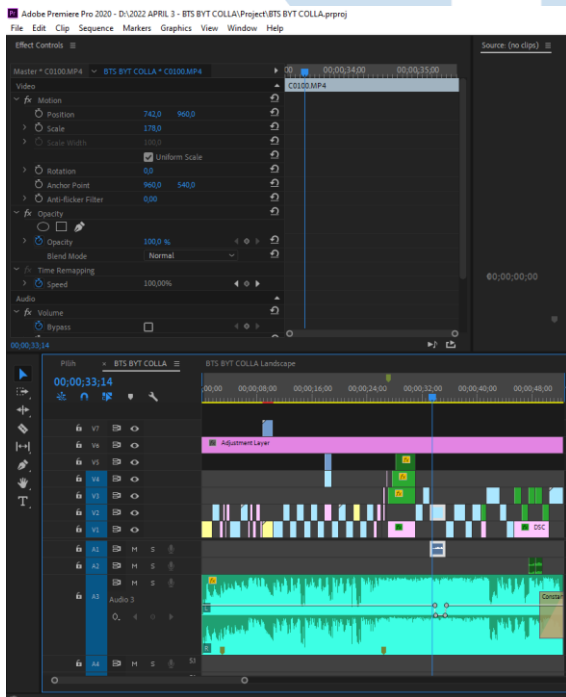 Adobe Premiere Pro 2020 - D:\2022 APRIL 3 - BTS BYT COLLA\Project\BTS BYT COLLA.prproj
File Edit Clip Sequence Markers Graphics View Window Help
Effect Controls
Source: (no clips)
Master * C0100.MP4
BTS BYT COLLA * C0100.MP4
00;00;34;00
00;00;35;00
Video
C0100.MP4
fx Motion
Position 742,0 960,0
Scale 178,0
Scale Width 100,0
Uniform Scale
Rotation 0,0
Anchor Point 960,0 540,0
Anti-flicker Filter 0,00
fx Opacity
Opacity 100,0 %
Blend Mode Normal
fx Time Remapping
Speed 100,00%
00;00;00;00
Audio
fx Volume
Bypass
00;00;33;14
Pilih × BTS BYT COLLA
BTS BYT COLLA Landscape
00;00;33;14
00;00 00;00;08;00 00;00;16;00 00;00;24;00 00;00;32;00 00;00;40;00 00;00;48;00
V7
V6 Adjustment Layer
V5 fx
V4 fx
V3 fx
V2
V1 DSC
A1 M S
A2 M S
M S fx
A3 Audio 3
L
Constan
R
A4 M S 5.1